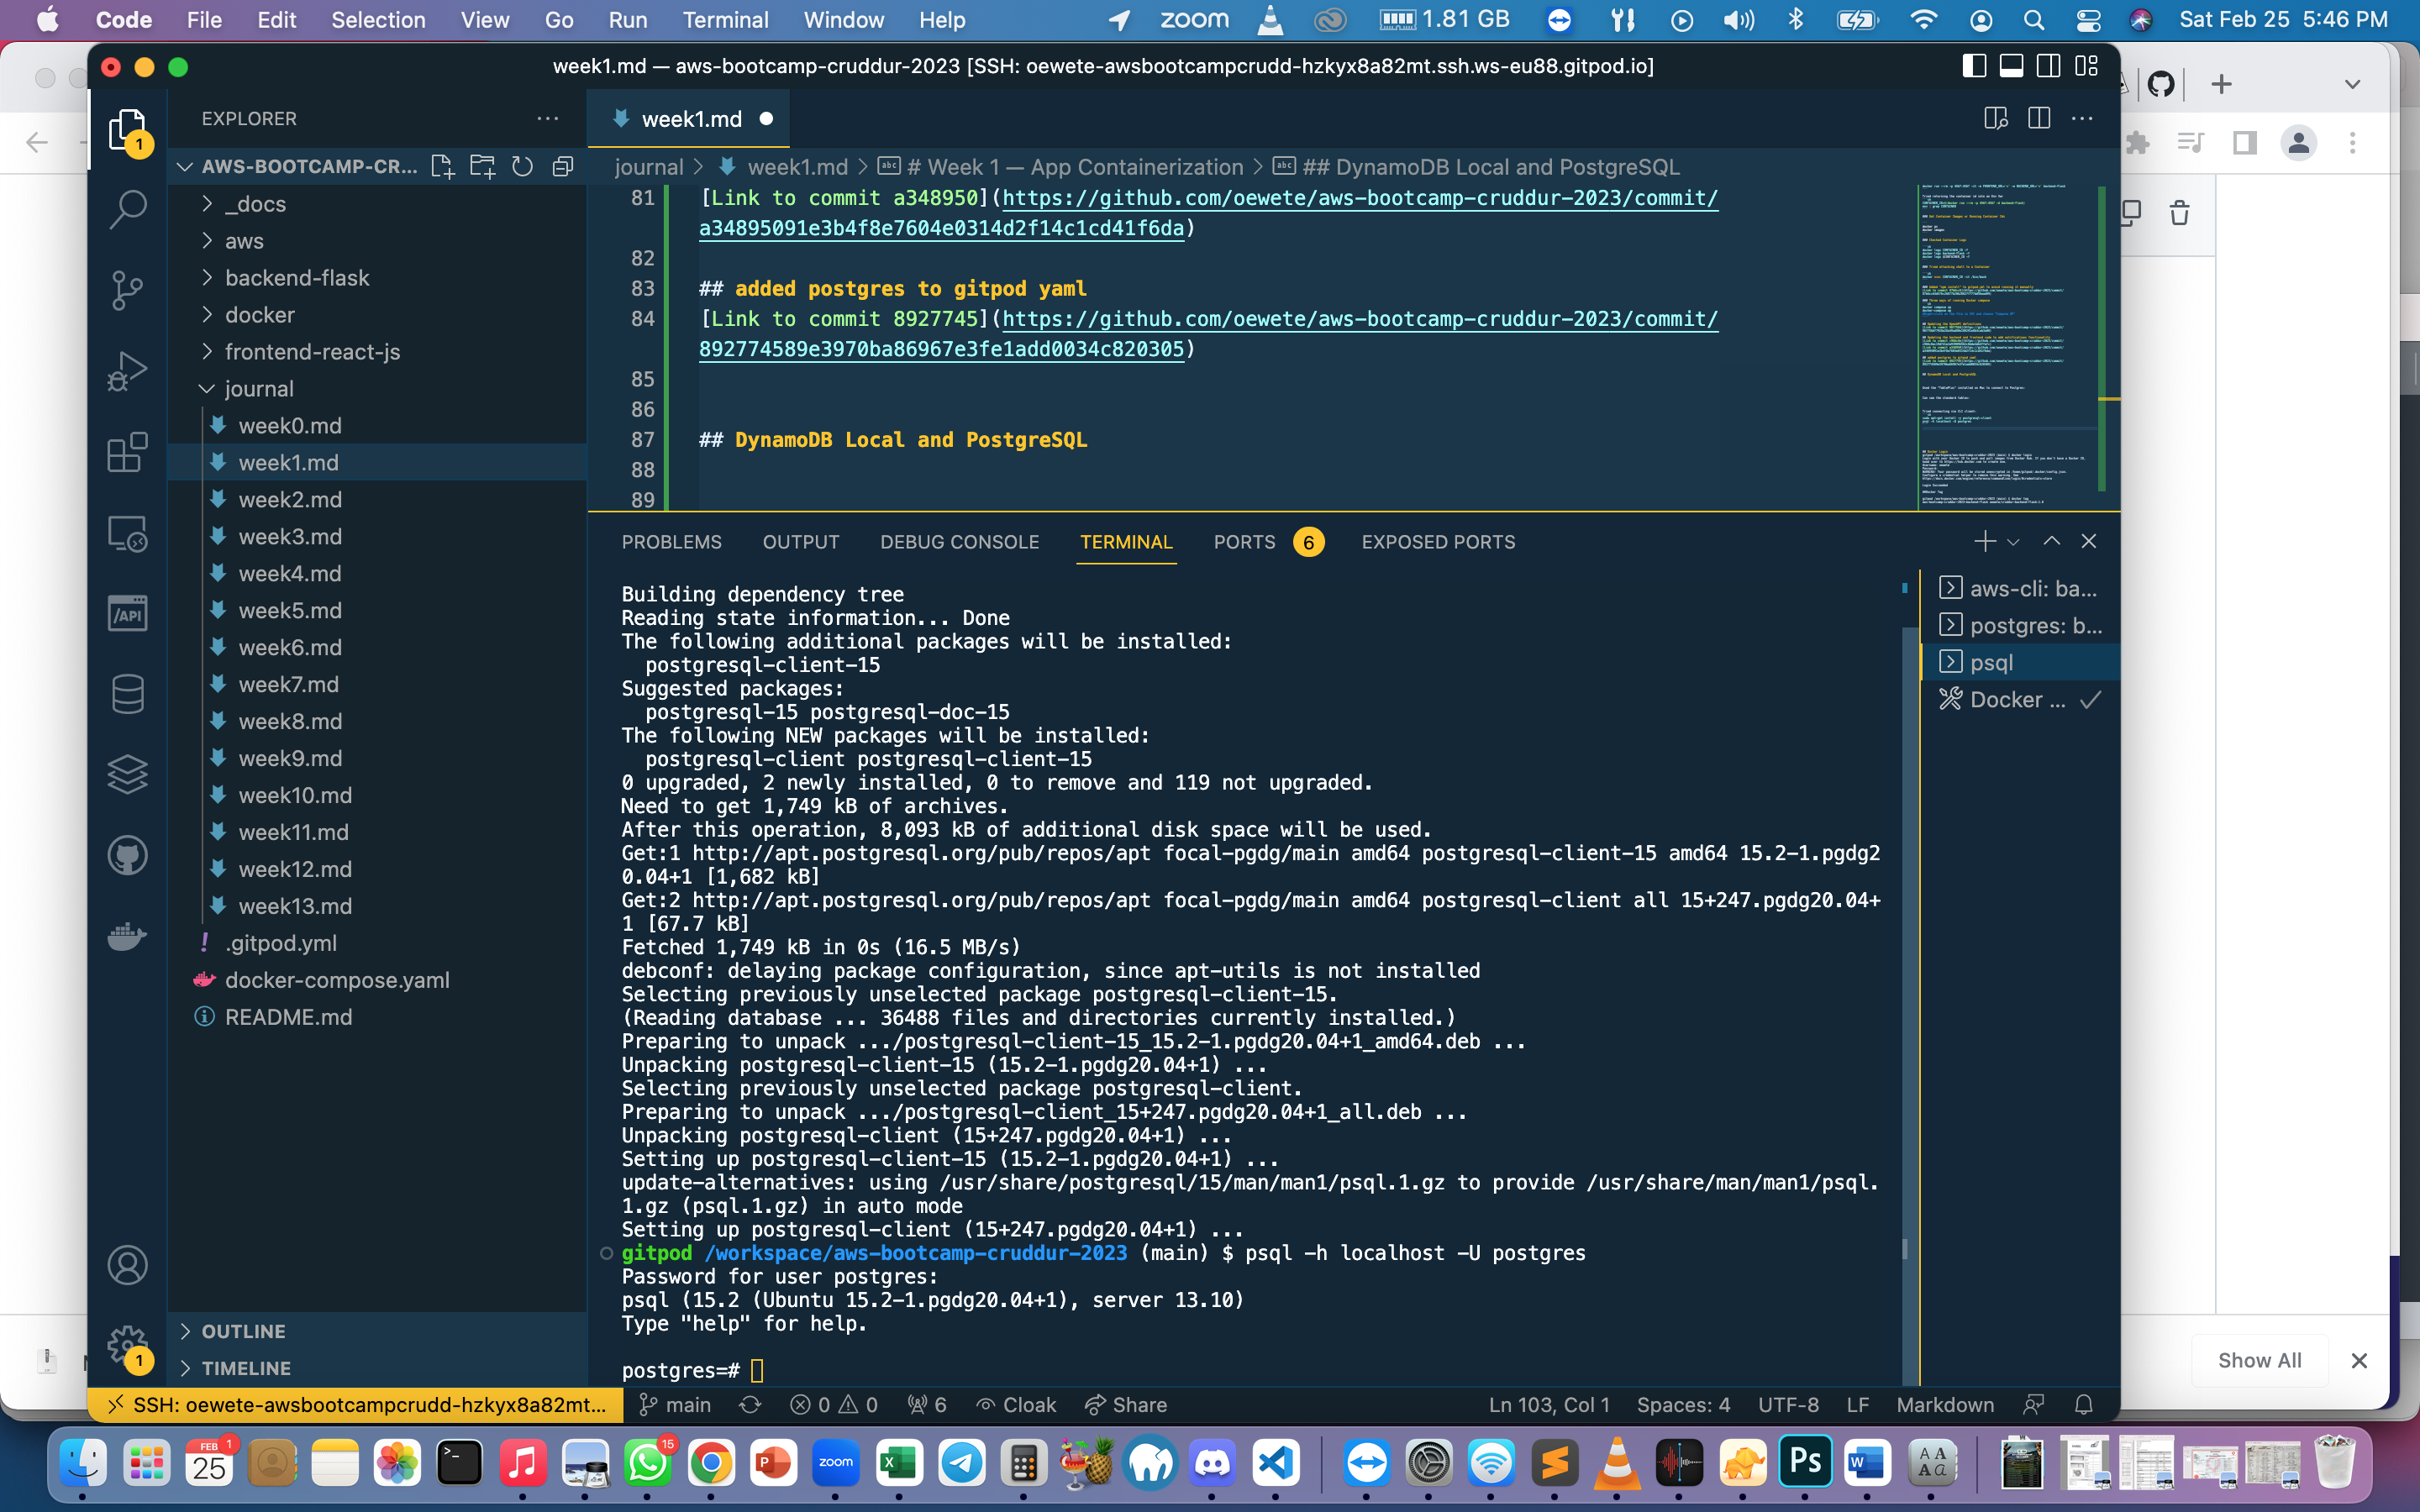 Code File Edit Selection View Go Run Terminal Window Help zoom 1.81 GB Sat Feb 25 5:46 PM
week1.md — aws-bootcamp-cruddur-2023 [SSH: oewete-awsbootcampcrudd-hzkyx8a82mt.ssh.ws-eu88.gitpod.io]
EXPLORER
1
AWS-BOOTCAMP-CR...
_docs
aws
backend-flask
docker
frontend-react-js
journal
week0.md
week1.md
week2.md
week3.md
week4.md
week5.md
week6.md
week7.md
week8.md
week9.md
week10.md
week11.md
week12.md
week13.md
.gitpod.yml
docker-compose.yaml
README.md
OUTLINE
TIMELINE
/API
1
week1.md
journal > week1.md > # Week 1 — App Containerization > ## DynamoDB Local and PostgreSQL
81 [Link to commit a348950](https://github.com/oewete/aws-bootcamp-cruddur-2023/commit/
a34895091e3b4f8e7604e0314d2f14c1cd41f6da)
82
83 ## added postgres to gitpod yaml
84 [Link to commit 8927745](https://github.com/oewete/aws-bootcamp-cruddur-2023/commit/
892774589e3970ba86967e3fe1add0034c820305)
85
86
87 ## DynamoDB Local and PostgreSQL
88
89
PROBLEMS OUTPUT DEBUG CONSOLE TERMINAL PORTS 6 EXPOSED PORTS
Building dependency tree
Reading state information... Done
The following additional packages will be installed:
postgresql-client-15
Suggested packages:
postgresql-15 postgresql-doc-15
The following NEW packages will be installed:
postgresql-client postgresql-client-15
0 upgraded, 2 newly installed, 0 to remove and 119 not upgraded.
Need to get 1,749 kB of archives.
After this operation, 8,093 kB of additional disk space will be used.
Get:1 http://apt.postgresql.org/pub/repos/apt focal-pgdg/main amd64 postgresql-client-15 amd64 15.2-1.pgdg2
0.04+1 [1,682 kB]
Get:2 http://apt.postgresql.org/pub/repos/apt focal-pgdg/main amd64 postgresql-client all 15+247.pgdg20.04+
1 [67.7 kB]
Fetched 1,749 kB in 0s (16.5 MB/s)
debconf: delaying package configuration, since apt-utils is not installed
Selecting previously unselected package postgresql-client-15.
(Reading database ... 36488 files and directories currently installed.)
Preparing to unpack .../postgresql-client-15_15.2-1.pgdg20.04+1_amd64.deb ...
Unpacking postgresql-client-15 (15.2-1.pgdg20.04+1) ...
Selecting previously unselected package postgresql-client.
Preparing to unpack .../postgresql-client_15+247.pgdg20.04+1_all.deb ...
Unpacking postgresql-client (15+247.pgdg20.04+1) ...
Setting up postgresql-client-15 (15.2-1.pgdg20.04+1) ...
update-alternatives: using /usr/share/postgresql/15/man/man1/psql.1.gz to provide /usr/share/man/man1/psql.
1.gz (psql.1.gz) in auto mode
Setting up postgresql-client (15+247.pgdg20.04+1) ...
gitpod /workspace/aws-bootcamp-cruddur-2023 (main) $ psql -h localhost -U postgres
Password for user postgres:
psql (15.2 (Ubuntu 15.2-1.pgdg20.04+1), server 13.10)
Type "help" for help.
postgres=#
aws-cli: ba...
postgres: b...
psql
Docker ...
Show All
SSH: oewete-awsbootcampcrudd-hzkyx8a82mt... main 0 0 6 Cloak Share Ln 103, Col 1 Spaces: 4 UTF-8 LF Markdown
FEB 25 1 15 zoom Ps